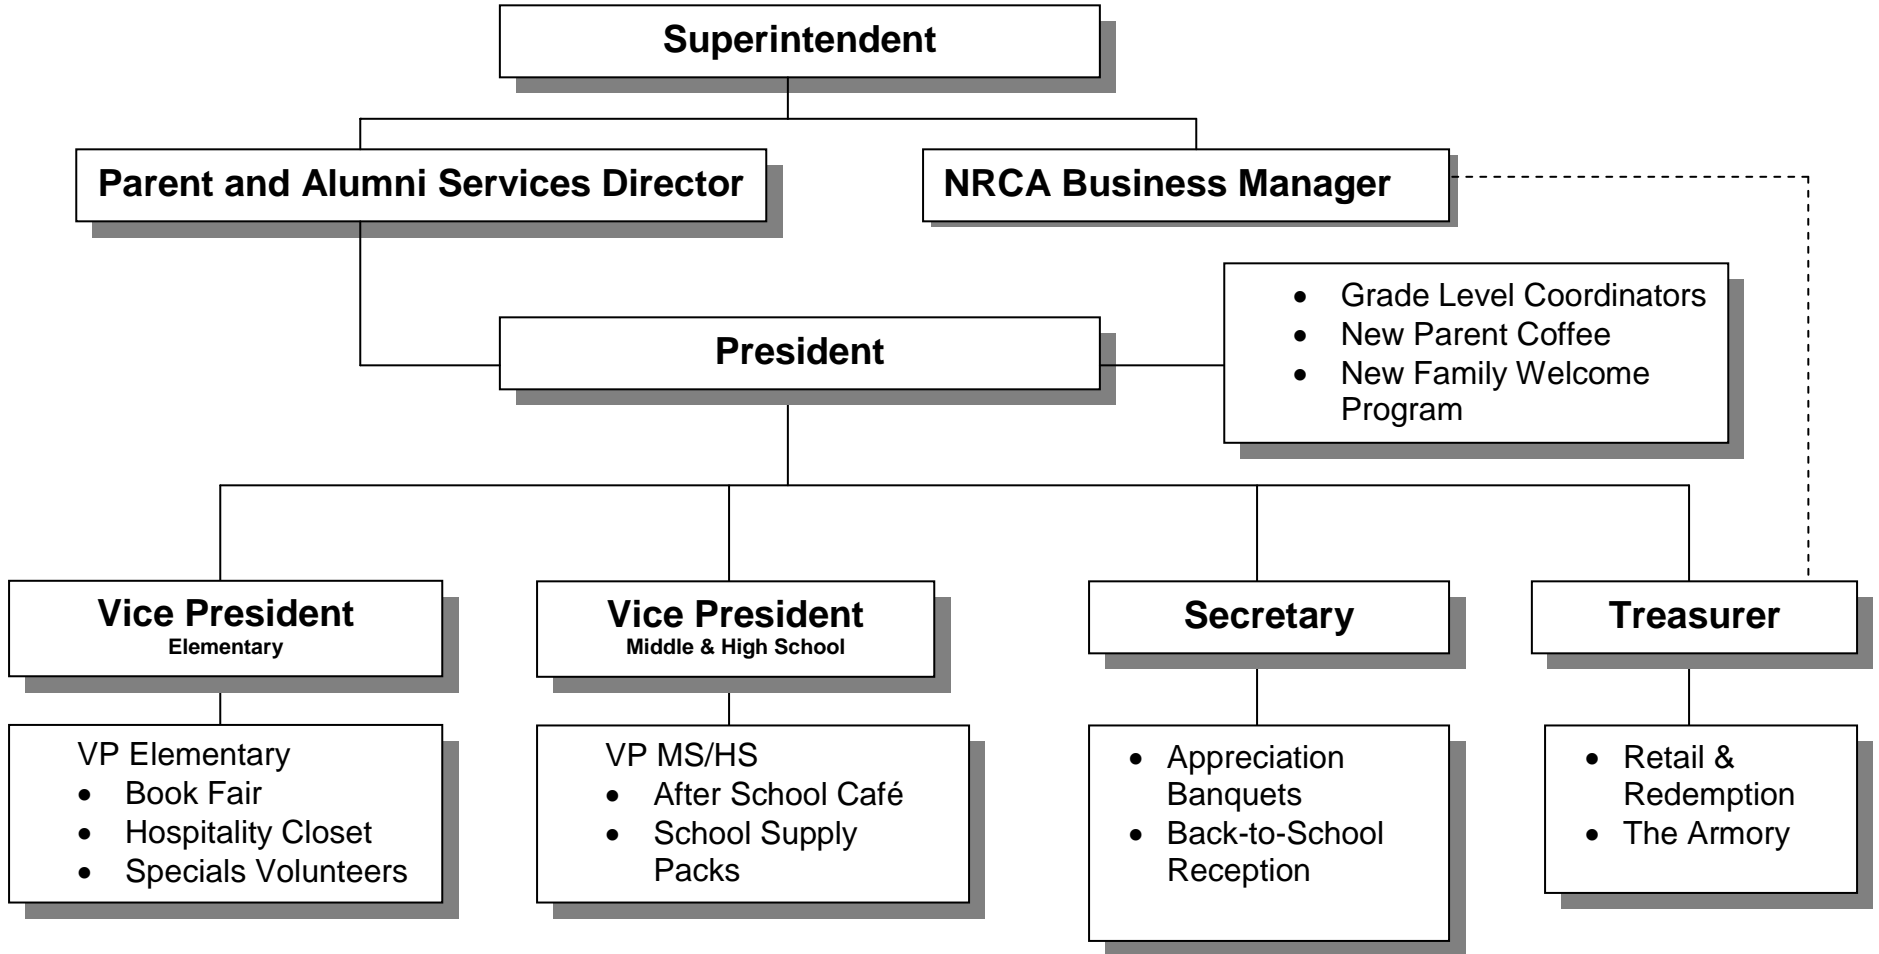 Superintendent
Parent and Alumni Services Director
NRCA Business Manager
• Grade Level Coordinators
• New Parent Coffee
• New Family Welcome
Program
President
Vice President
Elementary
Vice President
Middle & High School
Secretary
Treasurer
VP Elementary
• Book Fair
• Hospitality Closet
• Specials Volunteers
VP MS/HS
• After School Café
• School Supply
Packs
• Appreciation
Banquets
• Back-to-School
Reception
• Retail &
Redemption
• The Armory